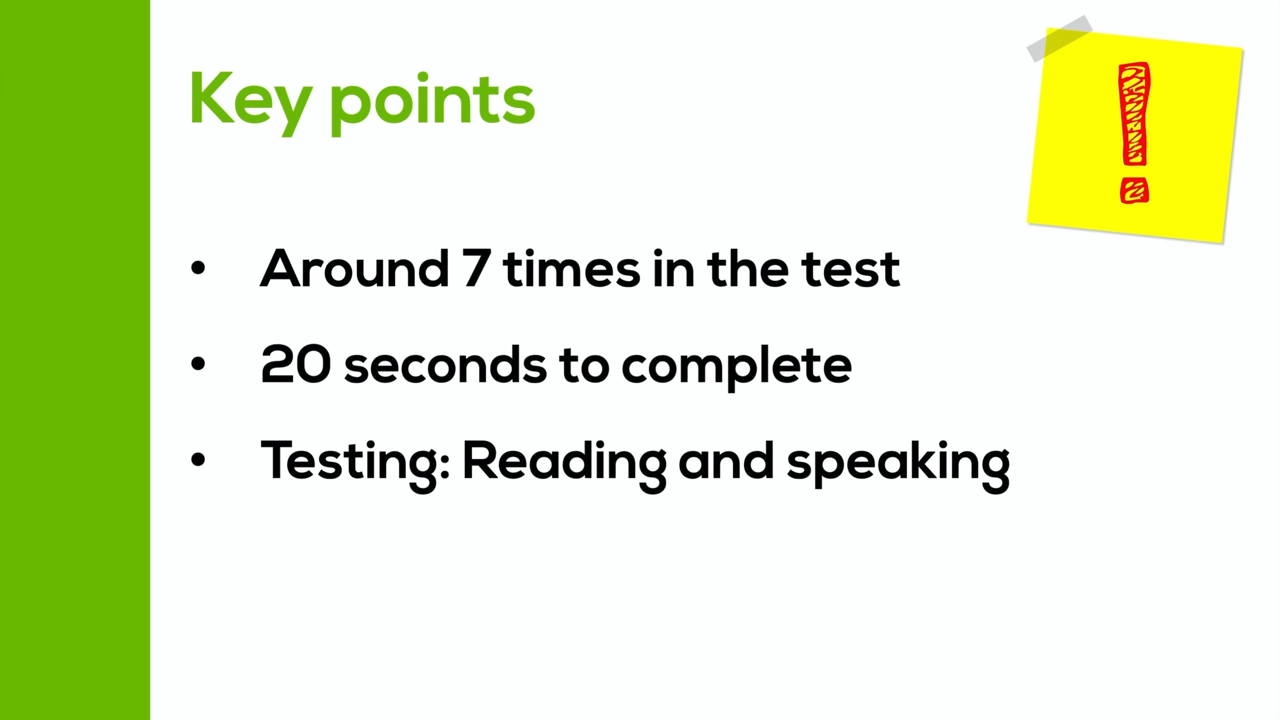 Key points
• Around 7 times in the test
• 20 seconds to complete
• Testing: Reading and speaking